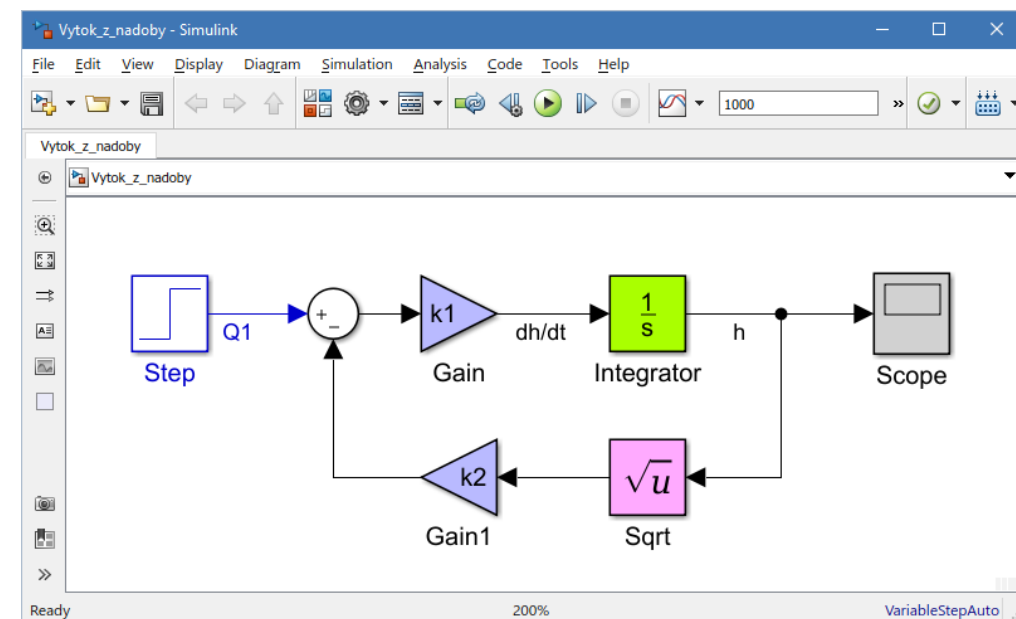 Vytok_z_nadoby - Simulink
File Edit View Display Diagram Simulation Analysis Code Tools Help
1000 »
Vytok_z_nadoby
Vytok_z_nadoby
Q1
Step
+
−
k1
Gain
dh/dt
1
s
Integrator
h
Scope
k2
Gain1
√u
Sqrt
Ready 200% VariableStepAuto